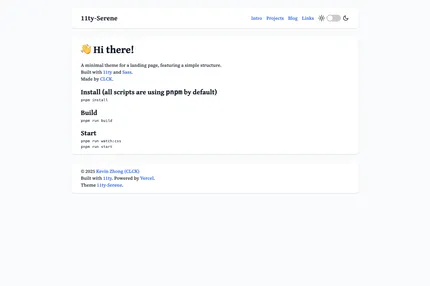 11ty-Serene
Intro Projects Blog Links
👋 Hi there!
A minimal theme for a landing page, featuring a simple structure.
Built with 11ty and Sass.
Made by CLCK.
Install (all scripts are using pnpm by default)
pnpm install
Build
pnpm run build
Start
pnpm run watch:css
pnpm run start
© 2025 Kevin Zhong (CLCK)
Built with 11ty. Powered by Vercel.
Theme 11ty-Serene.